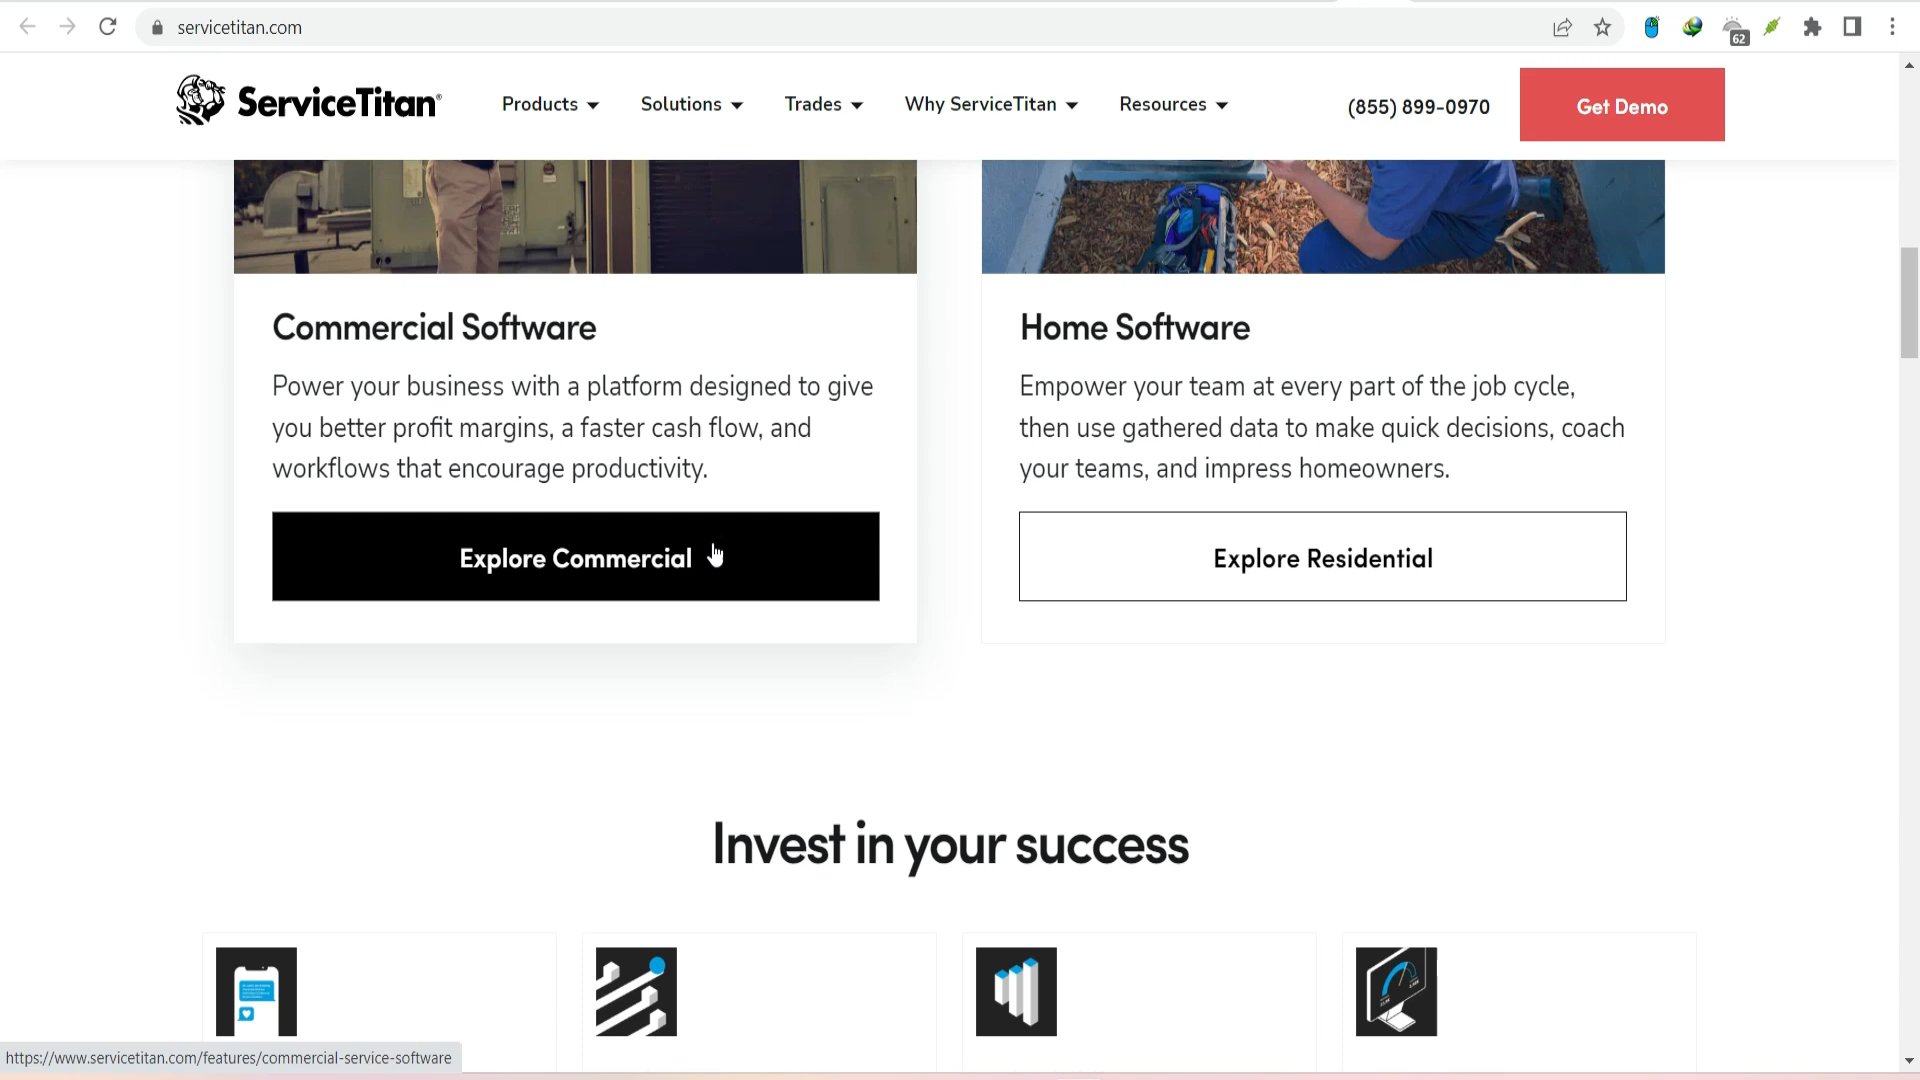 servicetitan.com
62
ServiceTitan®
Products
Solutions
Trades
Why ServiceTitan
Resources
(855) 899-0970
Get Demo
Commercial Software
Power your business with a platform designed to give
you better profit margins, a faster cash flow, and
workflows that encourage productivity.
Explore Commercial
Home Software
Empower your team at every part of the job cycle,
then use gathered data to make quick decisions, coach
your teams, and impress homeowners.
Explore Residential
Invest in your success
https://www.servicetitan.com/features/commercial-service-software